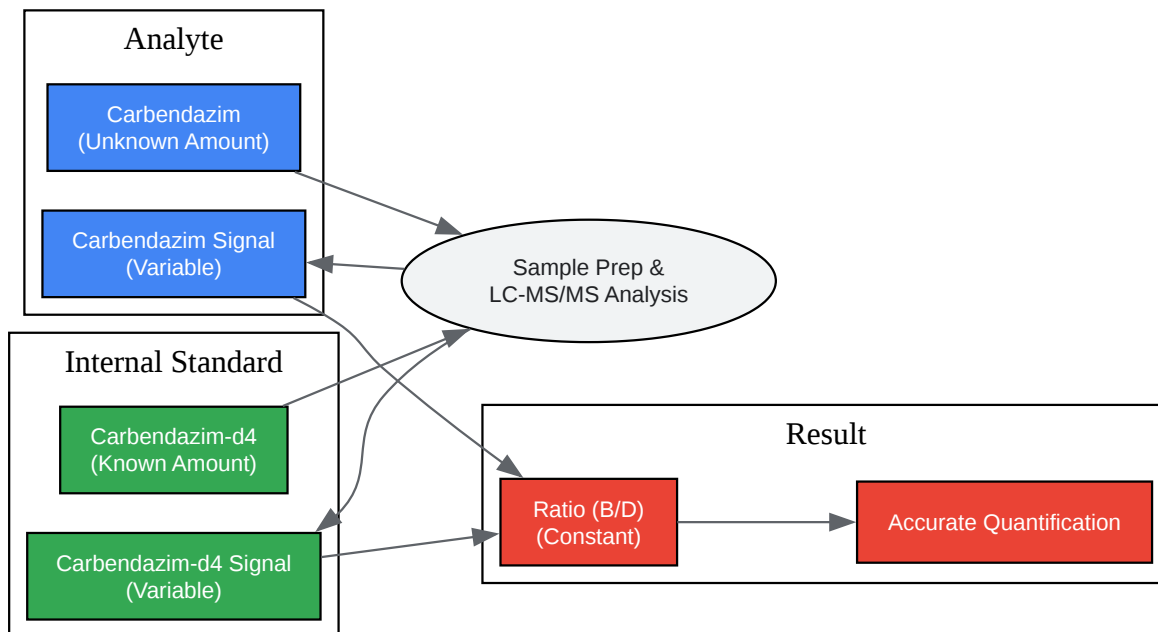 Analyte
Carbendazim
(Unknown Amount)
Carbendazim Signal
(Variable)
Sample Prep &
LC-MS/MS Analysis
Internal Standard
Carbendazim-d4
(Known Amount)
Carbendazim-d4 Signal
(Variable)
Result
Ratio (B/D)
(Constant)
Accurate Quantification